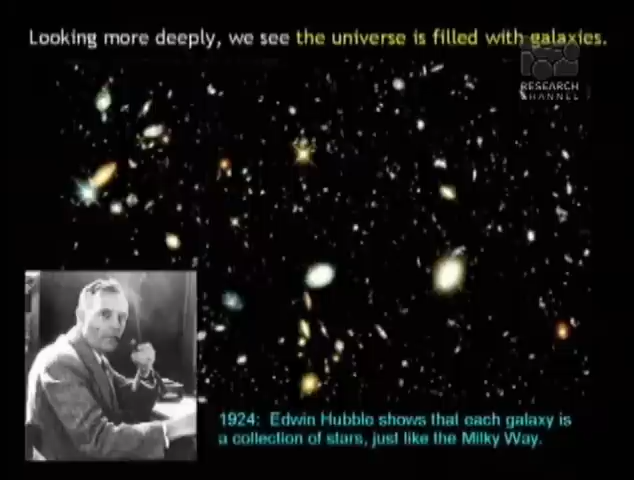 Looking more deeply, we see the universe is filled with galaxies.
RESEARCH
CHANNEL
1924: Edwin Hubble shows that each galaxy is
a collection of stars, just like the Milky Way.